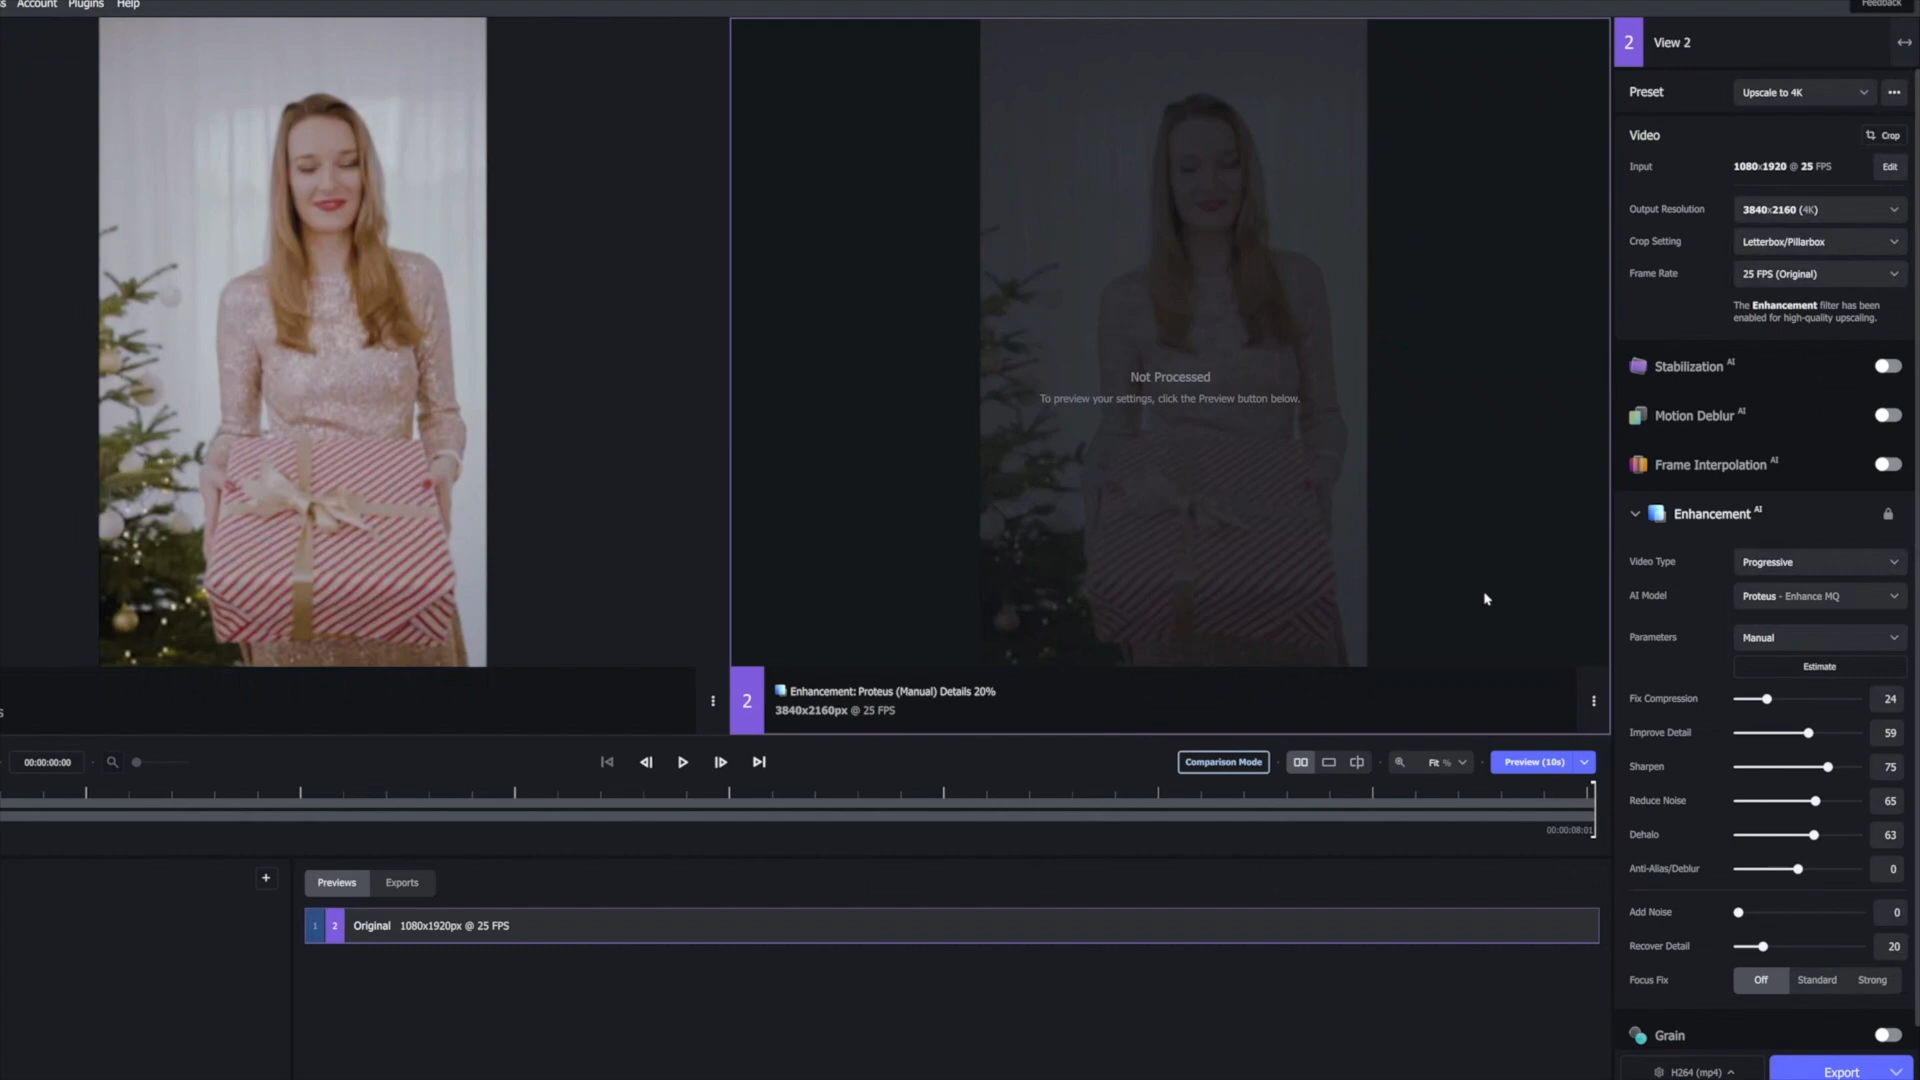 s Account Plugins Help
Feedback
2 View 2
Preset Upscale to 4K
Video Crop
Input 1080x1920 @ 25 FPS Edit
Output Resolution 3840x2160 (4K)
Crop Setting Letterbox/Pillarbox
Frame Rate 25 FPS (Original)
The Enhancement filter has been
enabled for high-quality upscaling.
Stabilization AI
Motion Deblur AI
Frame Interpolation AI
Enhancement AI
Video Type Progressive
AI Model Proteus - Enhance MQ
Parameters Manual
Estimate
Fix Compression 24
Improve Detail 59
Sharpen 75
Reduce Noise 65
Dehalo 63
Anti-Alias/Deblur 0
Add Noise 0
Recover Detail 20
Focus Fix Off Standard Strong
Grain
H264 (mp4) Export
Not Processed
To preview your settings, click the Preview button below.
S
2 Enhancement: Proteus (Manual) Details 20%
3840x2160px @ 25 FPS
00:00:00:00 Comparison Mode Fit % Preview (10s)
00:00:08:01
+ Previews Exports
1 2 Original 1080x1920px @ 25 FPS